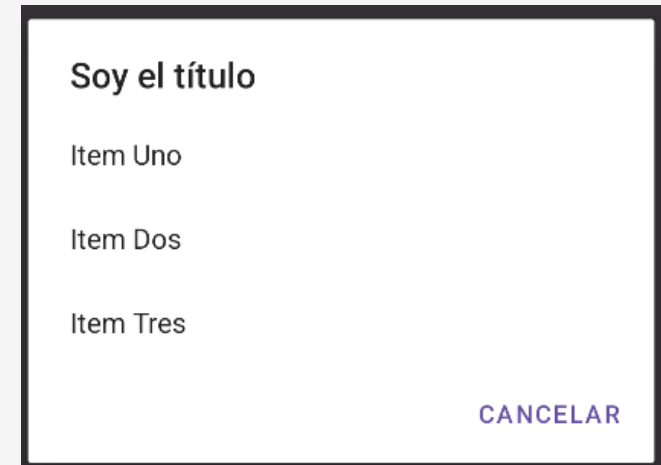 Soy el título
Item Uno
Item Dos
Item Tres
CANCELAR